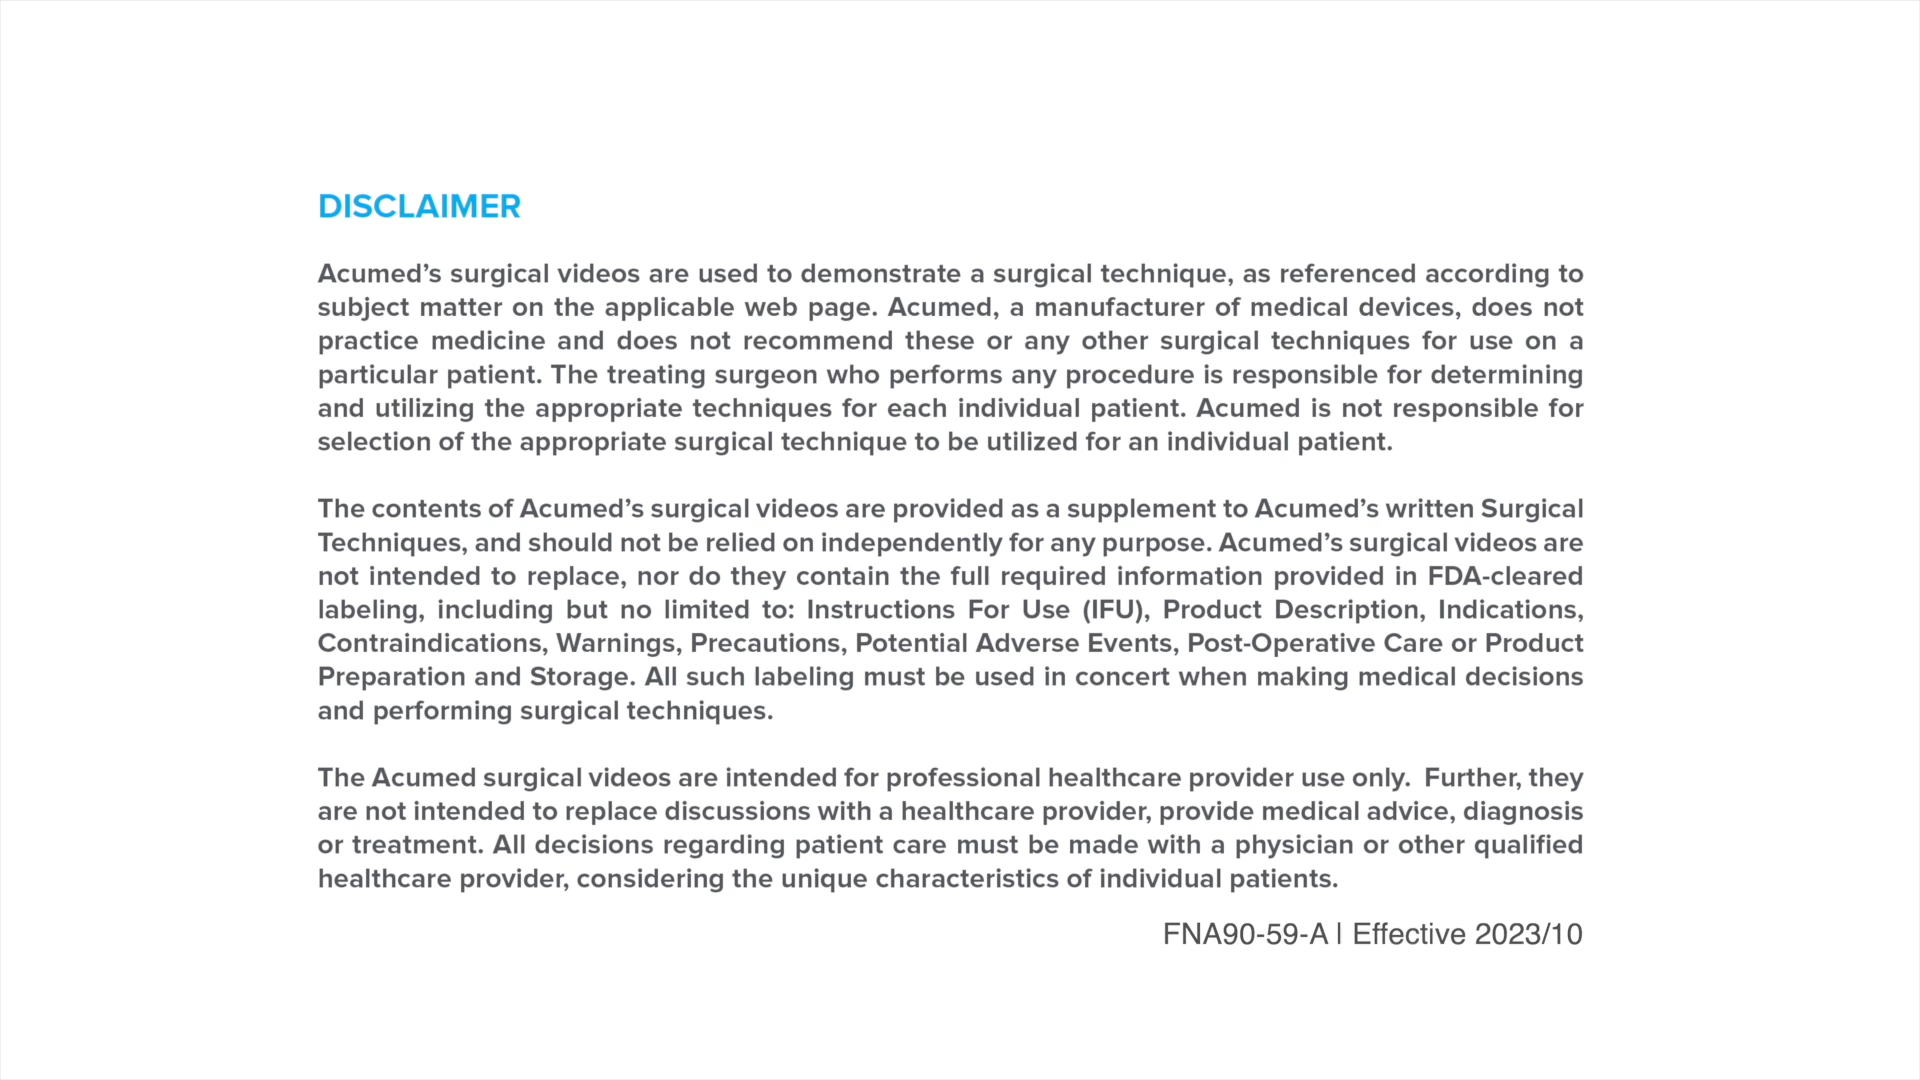 DISCLAIMER
Acumed’s surgical videos are used to demonstrate a surgical technique, as referenced according to
subject matter on the applicable web page. Acumed, a manufacturer of medical devices, does not
practice medicine and does not recommend these or any other surgical techniques for use on a
particular patient. The treating surgeon who performs any procedure is responsible for determining
and utilizing the appropriate techniques for each individual patient. Acumed is not responsible for
selection of the appropriate surgical technique to be utilized for an individual patient.
The contents of Acumed’s surgical videos are provided as a supplement to Acumed’s written Surgical
Techniques, and should not be relied on independently for any purpose. Acumed’s surgical videos are
not intended to replace, nor do they contain the full required information provided in FDA-cleared
labeling, including but no limited to: Instructions For Use (IFU), Product Description, Indications,
Contraindications, Warnings, Precautions, Potential Adverse Events, Post-Operative Care or Product
Preparation and Storage. All such labeling must be used in concert when making medical decisions
and performing surgical techniques.
The Acumed surgical videos are intended for professional healthcare provider use only.  Further, they
are not intended to replace discussions with a healthcare provider, provide medical advice, diagnosis
or treatment. All decisions regarding patient care must be made with a physician or other qualified
healthcare provider, considering the unique characteristics of individual patients.
FNA90-59-A | Effective 2023/10